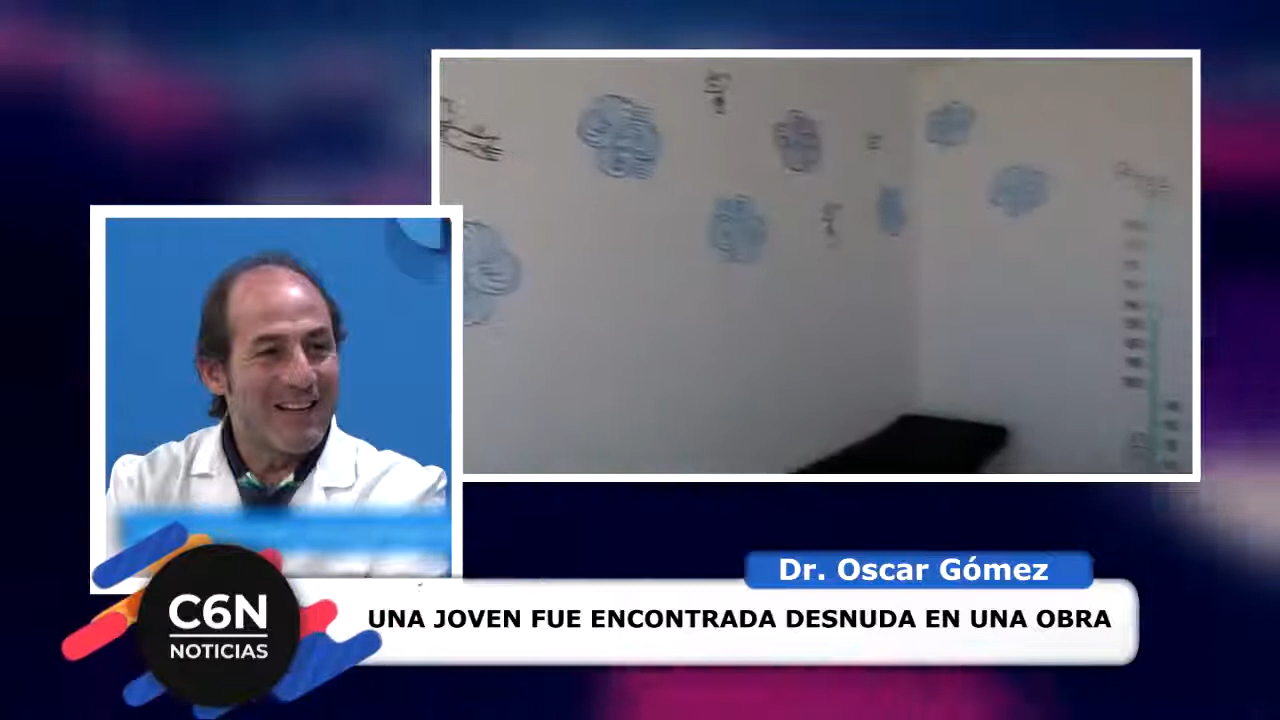 Dr. Oscar Gómez
UNA JOVEN FUE ENCONTRADA DESNUDA EN UNA OBRA
C6N
NOTICIAS